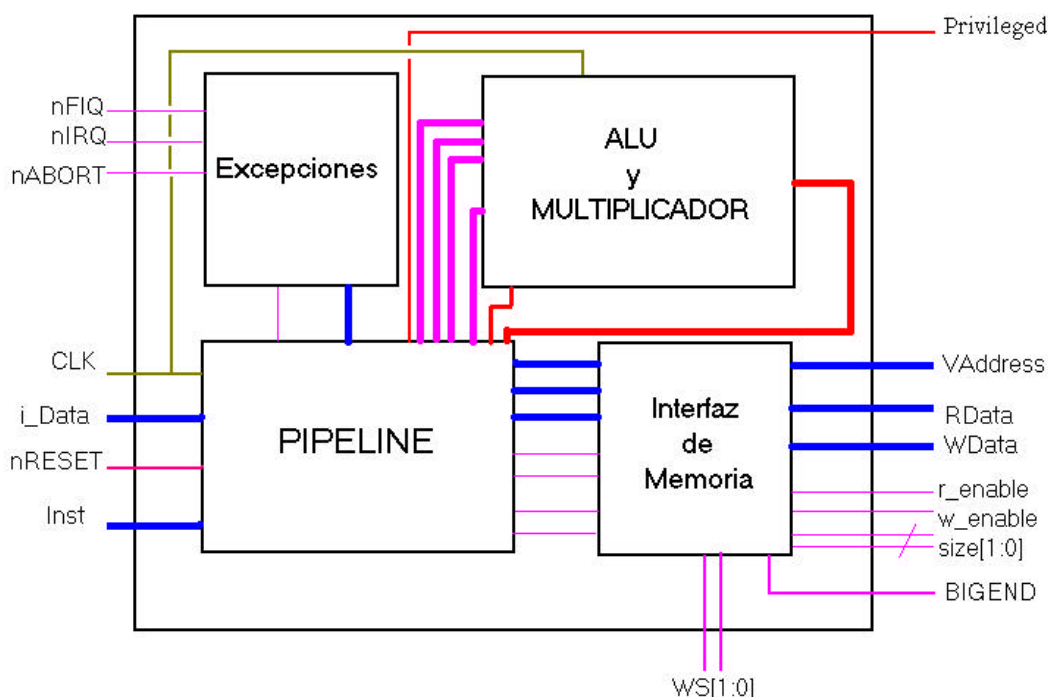 Privileged
nFIQ
nIRQ
nABORT
Excepciones
ALU
y
MULTIPLICADOR
CLK
i_Data
nRESET
Inst
PIPELINE
Interfaz
de
Memoria
VAddress
RData
WData
r_enable
w_enable
size[1:0]
BIGEND
WS[1:0]